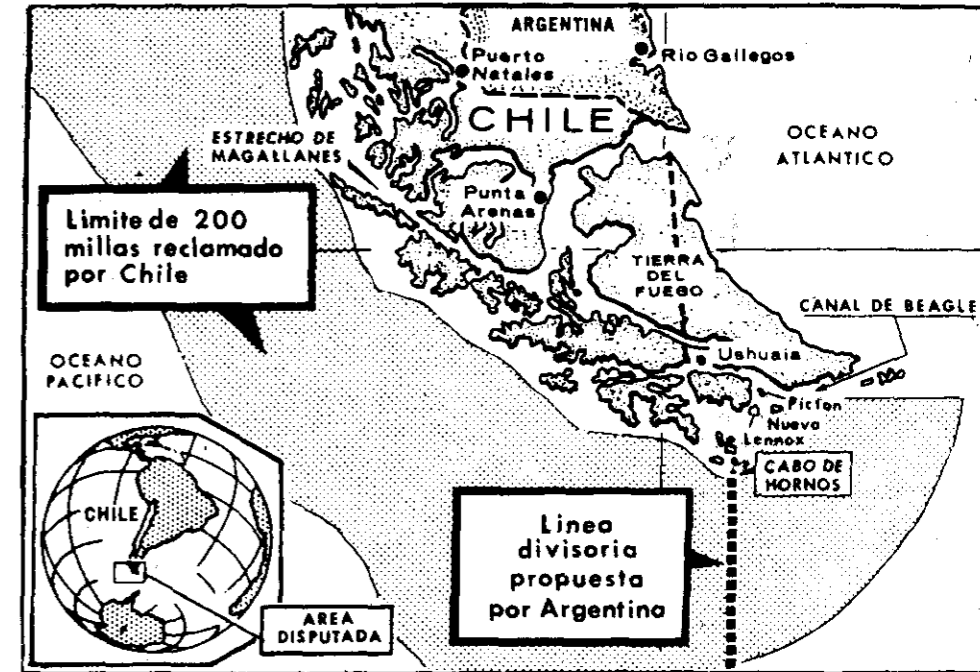 ARGENTINA
Puerto
Natales
Rio Gallegos
CHILE
ESTRECHO DE
MAGALLANES
OCEANO
ATLANTICO
Punta
Arenas
Limite de 200
millas reclamado
por Chile
TIERRA
DEL
FUEGO
CANAL DE BEAGLE
OCEANO
PACIFICO
Ushuaia
Picton
Nueva
Lennox
CABO DE
HORNOS
Linea
divisoria
propuesta
por Argentina
CHILE
AREA
DISPUTADA